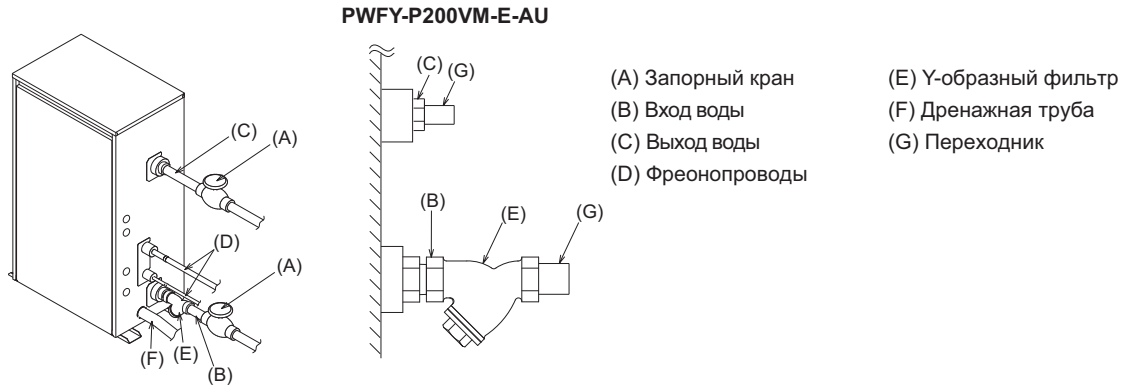 PWFY-P200VM-E-AU
(C)
(A)
(D)
(A)
(F)
(E)
(B)
(C)
(G)
(B)
(E)
(G)
(A) Запорный кран
(B) Вход воды
(C) Выход воды
(D) Фреонопроводы
(E) Y-образный фильтр
(F) Дренажная труба
(G) Переходник